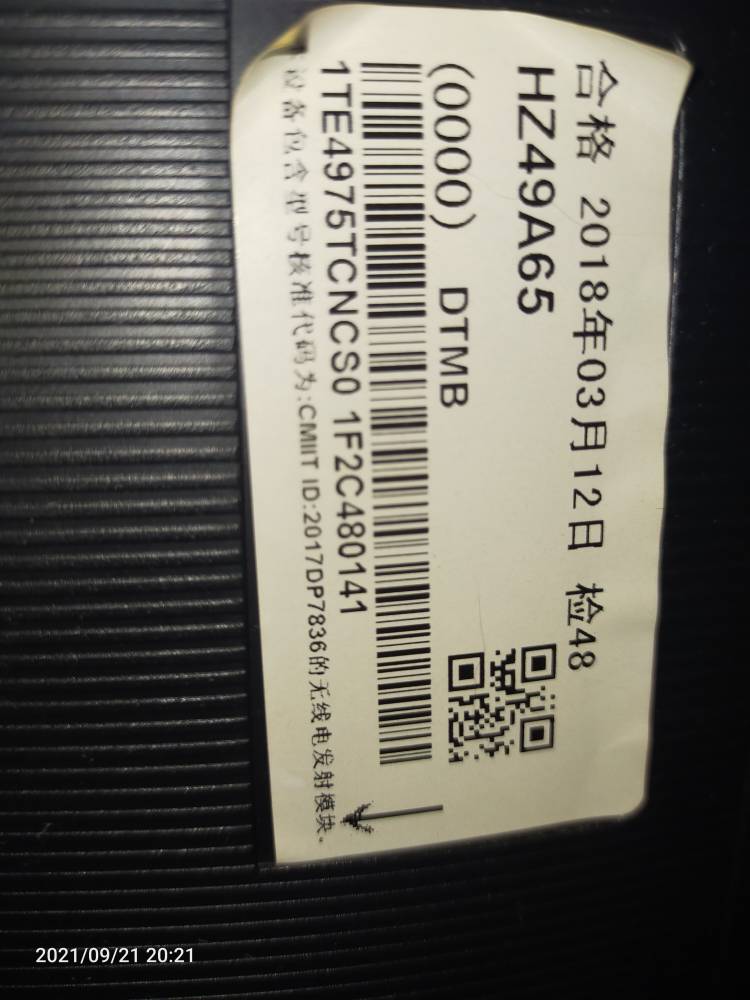 合格 2018年03月12日 检48
HZ49A65
(0000) DTMB
1TE4975TCNCS0 1F2C480141
设备包含型号核准代码为:CMIIT ID:2017DP7836的无线电发射模块。
2021/09/21 20:21